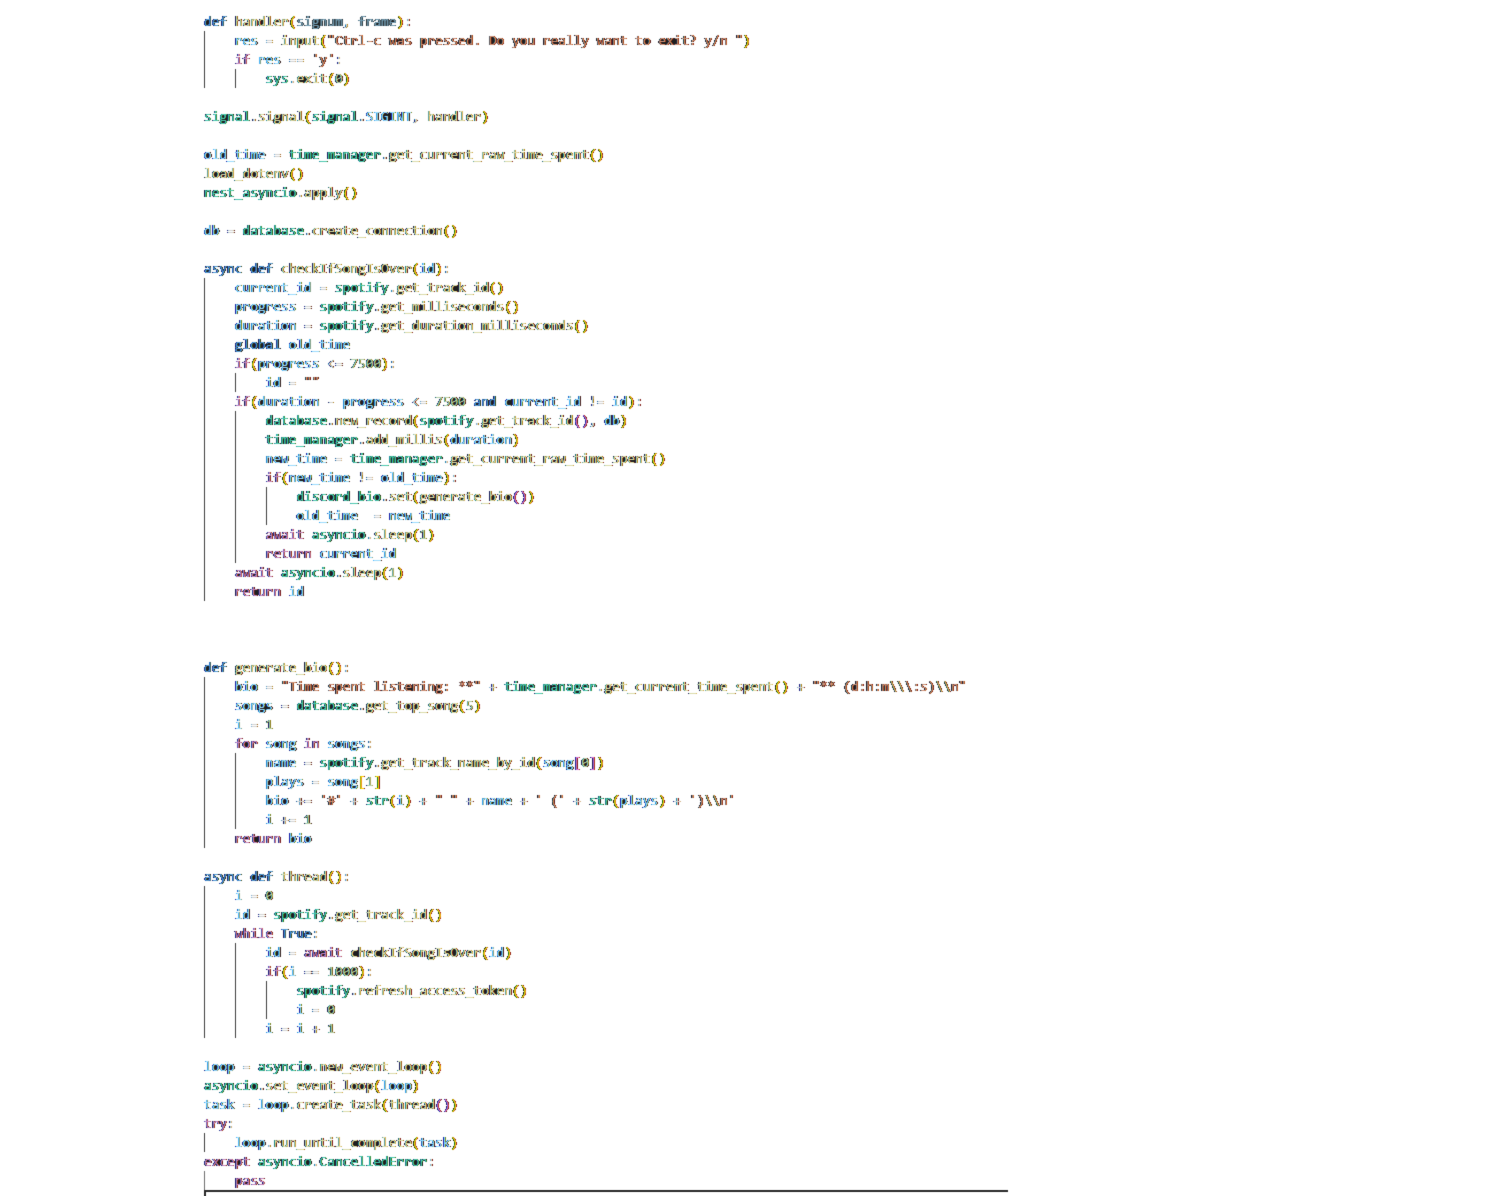 def handler(signum, frame):
    res = input("Ctrl-c was pressed. Do you really want to exit? y/n ")
    if res == 'y':
        sys.exit(0)

signal.signal(signal.SIGINT, handler)

old_time = time_manager.get_current_raw_time_spent()
load_dotenv()
nest_asyncio.apply()

db = database.create_connection()

async def checkIfSongIsOver(id):
    current_id = spotify.get_track_id()
    progress = spotify.get_milliseconds()
    duration = spotify.get_duration_milliseconds()
    global old_time
    if(progress <= 7500):
        id = ""
    if(duration - progress <= 7500 and current_id != id):
        database.new_record(spotify.get_track_id(), db)
        time_manager.add_millis(duration)
        new_time = time_manager.get_current_raw_time_spent()
        if(new_time != old_time):
            discord_bio.set(generate_bio())
            old_time  = new_time
        await asyncio.sleep(1)
        return current_id
    await asyncio.sleep(1)
    return id

def generate_bio():
    bio = "Time spent listening: **" + time_manager.get_current_time_spent() + "** (d:h:m\\\:s)\\n"
    songs = database.get_top_song(5)
    i = 1
    for song in songs:
        name = spotify.get_track_name_by_id(song[0])
        plays = song[1]
        bio += '#' + str(i) + " " + name + ' (' + str(plays) + ')\\n'
        i += 1
    return bio

async def thread():
    i = 0
    id = spotify.get_track_id()
    while True:
        id = await checkIfSongIsOver(id)
        if(i == 1000):
            spotify.refresh_access_token()
            i = 0
        i = i + 1

loop = asyncio.new_event_loop()
asyncio.set_event_loop(loop)
task = loop.create_task(thread())
try:
    loop.run_until_complete(task)
except asyncio.CancelledError:
    pass